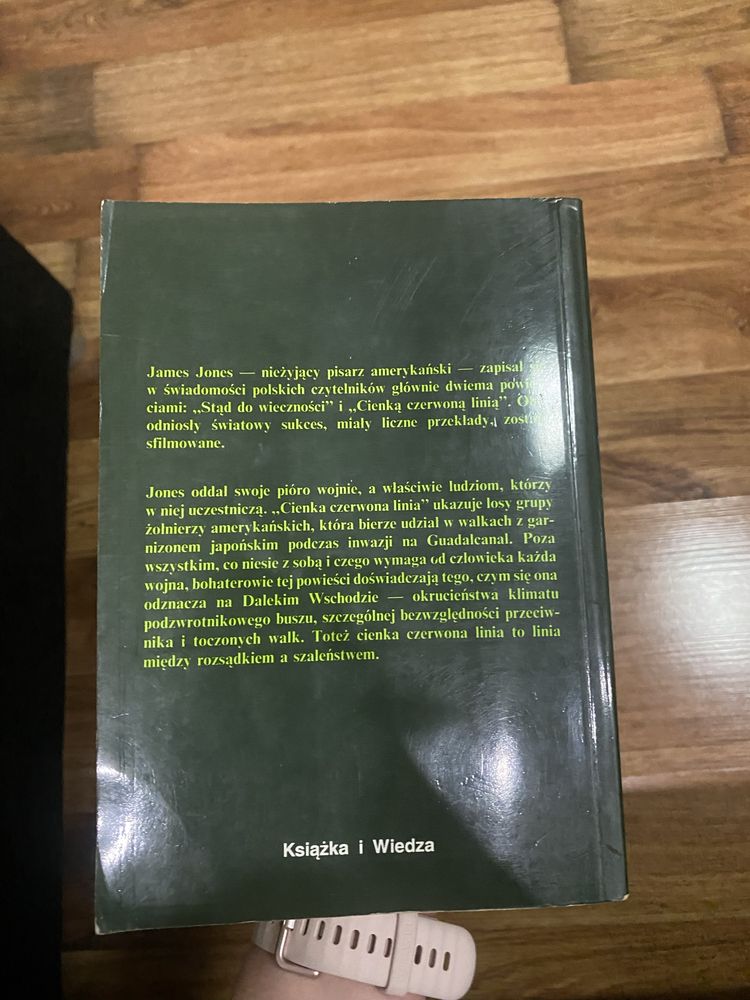 James Jones — nieżyjący pisarz amerykański — zapisał
w świadomości polskich czytelników głównie dwiema
ciami: „Stąd do wieczności” i „Cienką czerwoną linią”.
odniosły światowy sukces, miały liczne przekłady,
sfilmowane.
Jones oddał swoje pióro wojnie, a właściwie ludziom, którzy
w niej uczestniczą. „Cienka czerwona linia” ukazuje losy grupy
żołnierzy amerykańskich, która bierze udział w walkach z gar-
nizonem japońskim podczas inwazji na Guadalcanal. Poza
wszystkim, co niesie z sobą i czego wymaga od człowieka każda
wojna, bohaterowie tej powieści doświadczają tego, czym się ona
odznacza na Dalekim Wschodzie — okrucieństwa klimatu
podzwrotnikowego buszu, szczególnej bezwzględności przeciw-
nika i toczonych walk. Toteż cienka czerwona linia to linia
między rozsądkiem a szaleństwem.
Książka i Wiedza